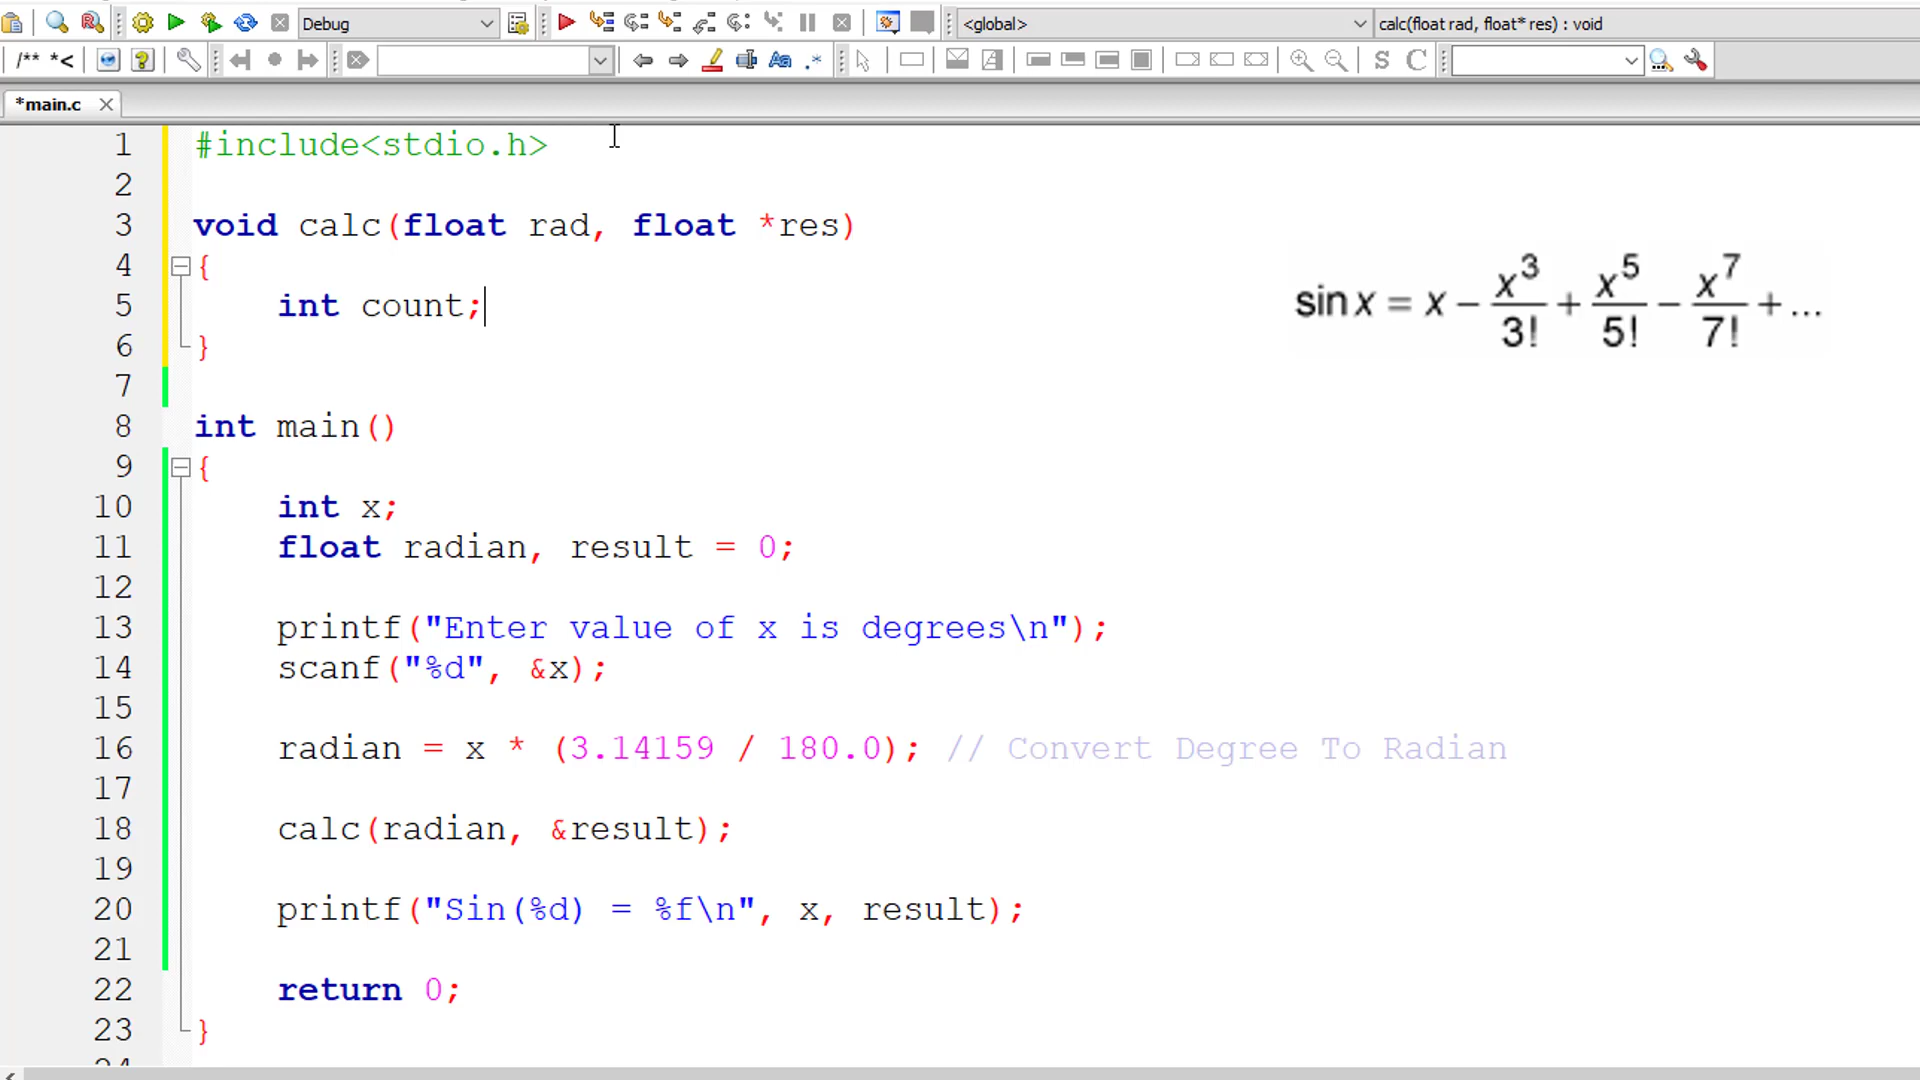 Debug
<global>
calc(float rad, float* res) : void
/** *<
Aa
.*
S
C
*main.c
1 #include<stdio.h>
2
3 void calc(float rad, float *res)
4 {
5 int count;
6 }
7
8 int main()
9 {
10 int x;
11 float radian, result = 0;
12
13 printf("Enter value of x is degrees\n");
14 scanf("%d", &x);
15
16 radian = x * (3.14159 / 180.0); // Convert Degree To Radian
17
18 calc(radian, &result);
19
20 printf("Sin(%d) = %f\n", x, result);
21
22 return 0;
23 }
sin x = x − x³/3! + x⁵/5! − x⁷/7! + ...